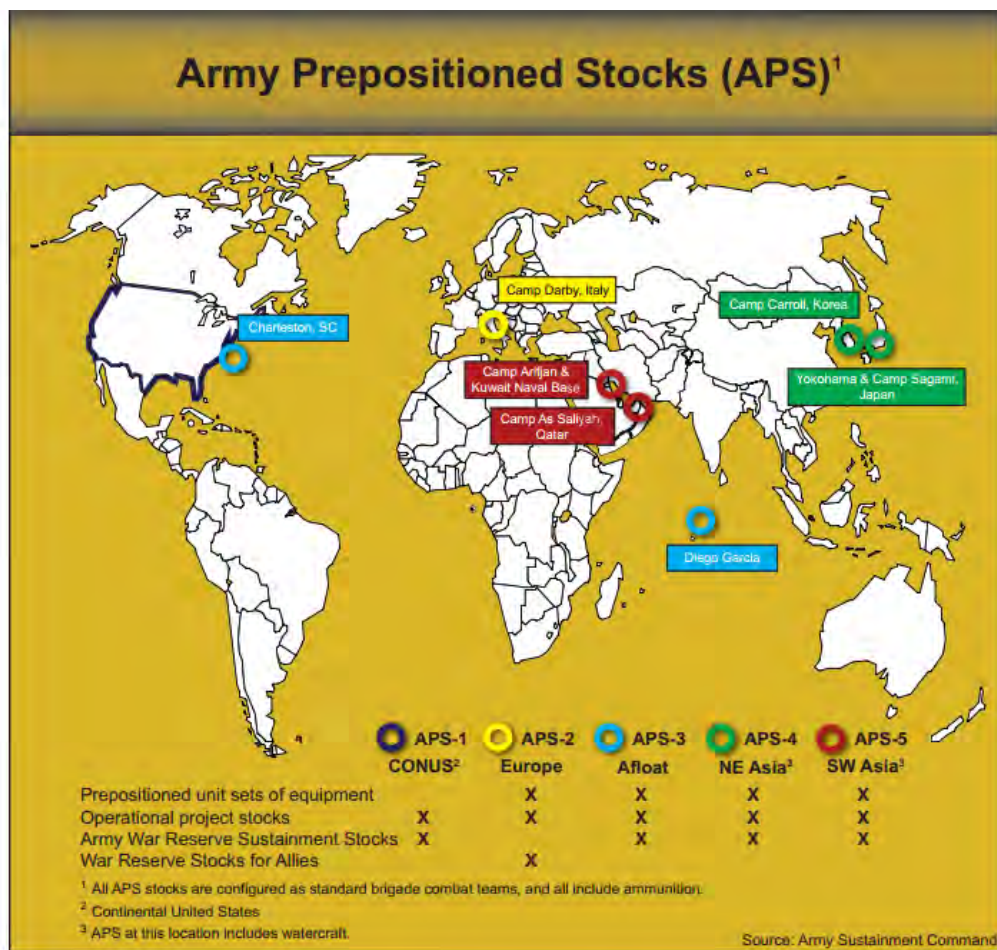 Army Prepositioned Stocks (APS)¹
Camp Darby, Italy
Camp Carroll, Korea
Charleston, SC
Camp Arifjan &
Kuwait Naval Base
Yokohama & Camp Sagami,
Japan
Camp As Saliyah,
Qatar
Diego Garcia
APS-1 APS-2 APS-3 APS-4 APS-5
CONUS² Europe Afloat NE Asia³ SW Asia³
Prepositioned unit sets of equipment X X X X
Operational project stocks X X X X X
Army War Reserve Sustainment Stocks X X X X
War Reserve Stocks for Allies X
¹ All APS stocks are configured as standard brigade combat teams, and all include ammunition.
² Continental United States
³ APS at this location includes watercraft.
Source: Army Sustainment Command